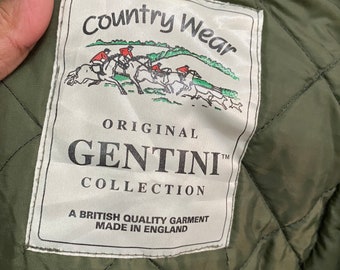 Country Wear
ORIGINAL
GENTINI™
COLLECTION
A BRITISH QUALITY GARMENT
MADE IN ENGLAND